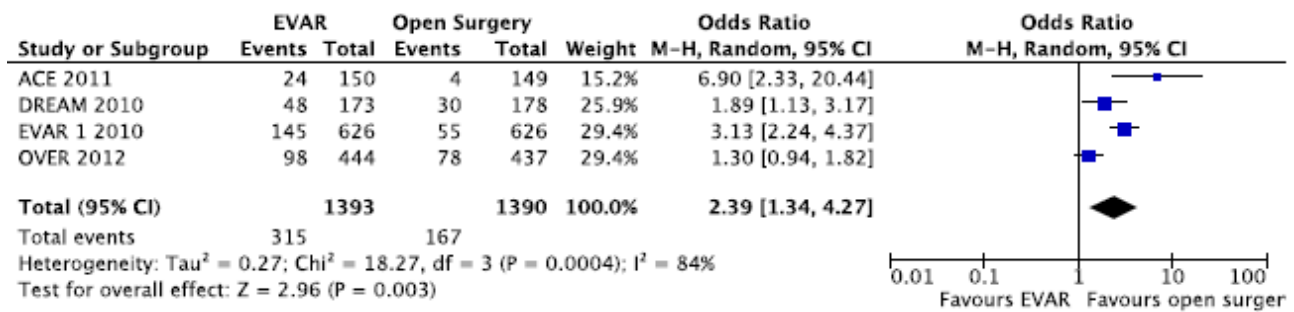 EVAR Open Surgery Odds Ratio Odds Ratio
Study or Subgroup Events Total Events Total Weight M-H, Random, 95% CI M-H, Random, 95% CI
ACE 2011 24 150 4 149 15.2% 6.90 [2.33, 20.44]
DREAM 2010 48 173 30 178 25.9% 1.89 [1.13, 3.17]
EVAR 1 2010 145 626 55 626 29.4% 3.13 [2.24, 4.37]
OVER 2012 98 444 78 437 29.4% 1.30 [0.94, 1.82]
Total (95% CI) 1393 1390 100.0% 2.39 [1.34, 4.27]
Total events 315 167
Heterogeneity: Tau² = 0.27; Chi² = 18.27, df = 3 (P = 0.0004); I² = 84%
Test for overall effect: Z = 2.96 (P = 0.003)
0.01 0.1 1 10 100
Favours EVAR Favours open surger